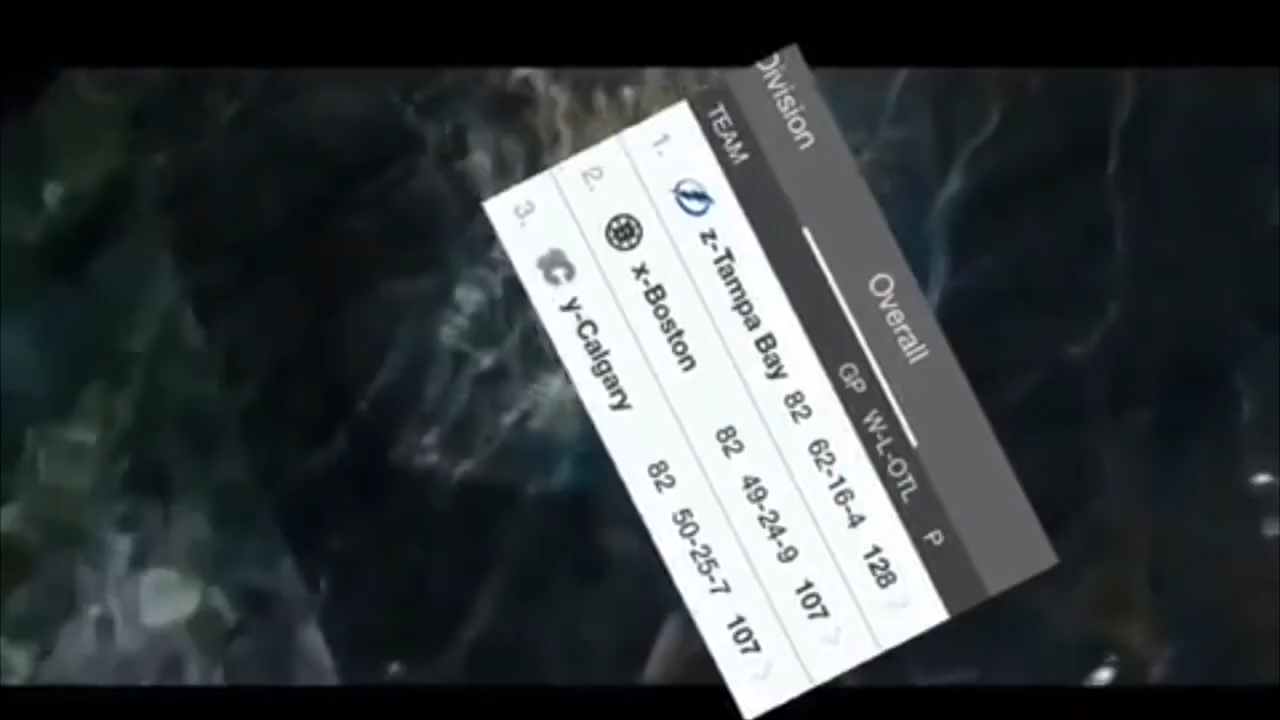 Division Overall
TEAM GP W-L-OTL P
1. z-Tampa Bay 82 62-16-4 128
2. x-Boston 82 49-24-9 107
3. y-Calgary 82 50-25-7 107